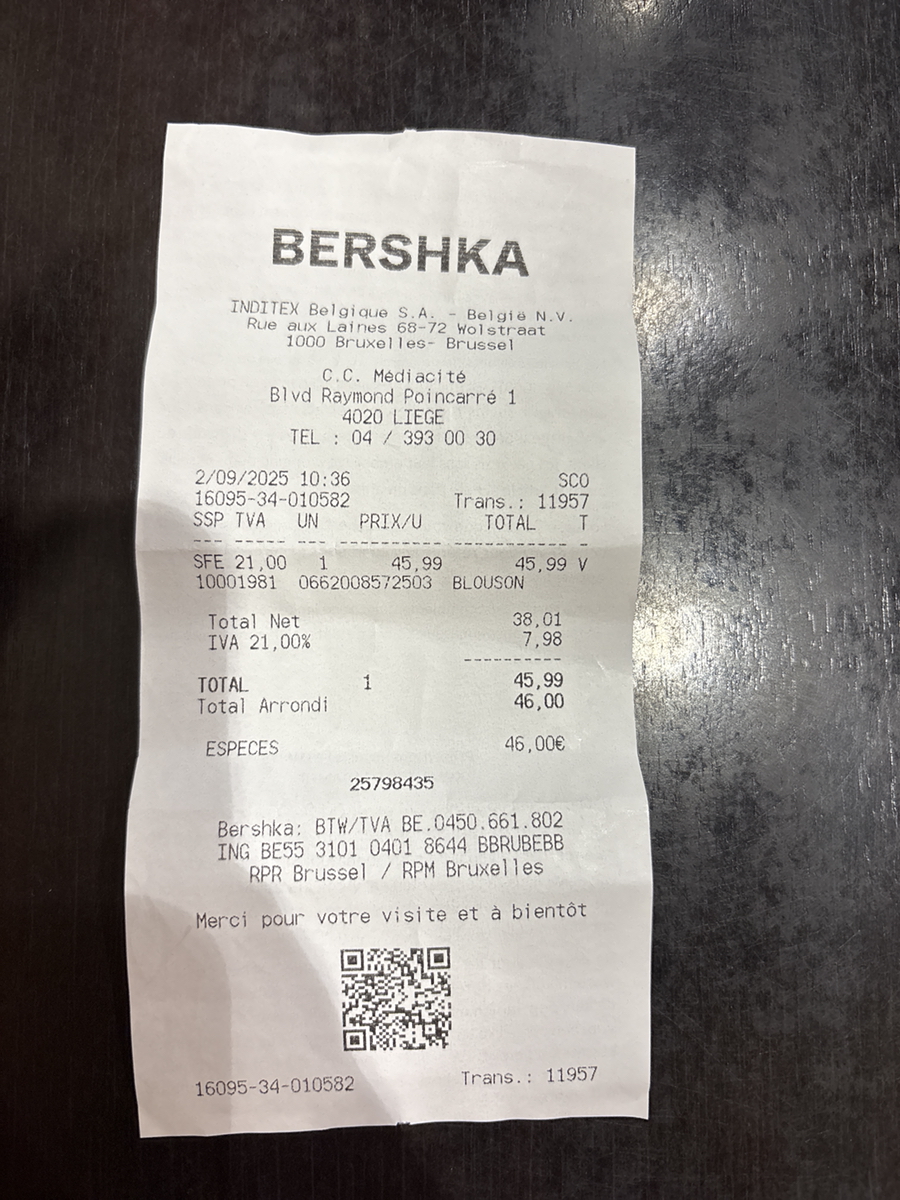 BERSHKA
INDITEX Belgique S.A. - België N.V.
Rue aux Laines 68-72 Wolstraat
1000 Bruxelles- Brussel
C.C. Médiacité
Blvd Raymond Poincarré 1
4020 LIEGE
TEL : 04 / 393 00 30
2/09/2025 10:36 SCO
16095-34-010582 Trans.: 11957
SSP TVA UN PRIX/U TOTAL T
--- ----- --- ---------- ----------- -
SFE 21,00 1 45,99 45,99 V
10001981 0662008572503 BLOUSON
Total Net 38,01
IVA 21,00% 7,98
----------
TOTAL 1 45,99
Total Arrondi 46,00
ESPECES 46,00€
25798435
Bershka: BTW/TVA BE.0450.661.802
ING BE55 3101 0401 8644 BBRUBEBB
RPR Brussel / RPM Bruxelles
Merci pour votre visite et à bientôt
16095-34-010582 Trans.: 11957